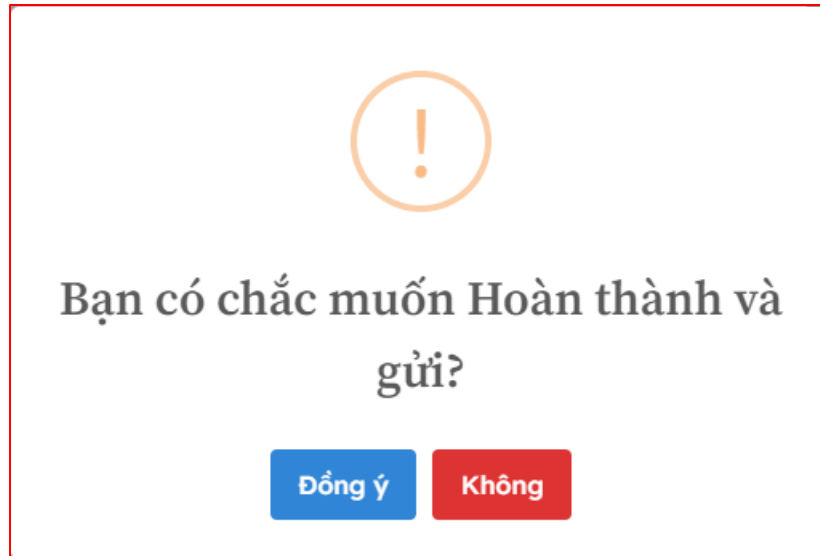 Bạn có chắc muốn Hoàn thành và
gửi?
Đồng ý Không